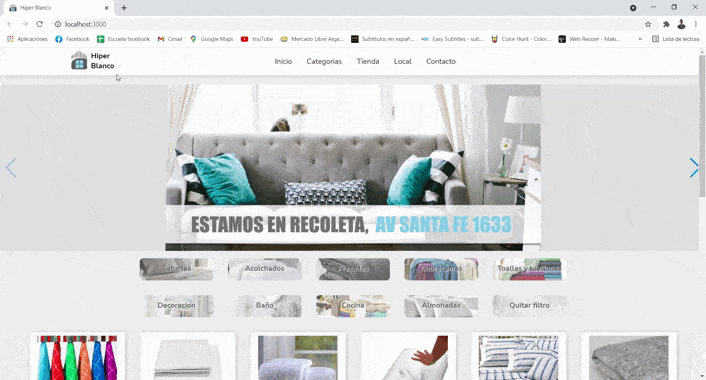 Hiper Blanco
localhost:3000
Aplicaciones Facebook Escuela facebook Gmail Google Maps YouTube Mercado Libre Arge... Subtitulos en españ... Easy Subtitles - sub... Color Hunt - Color... Web Resizer - Mak... » Lista de lectura
Hiper
Blanco
Inicio Categorias Tienda Local Contacto
ESTAMOS EN RECOLETA, AV SANTA FE 1633
Sabanas Acolchados Frazadas Cubrecamas Toallas y toallones
Decoracion Baño Cocina Almohadas Quitar filtro